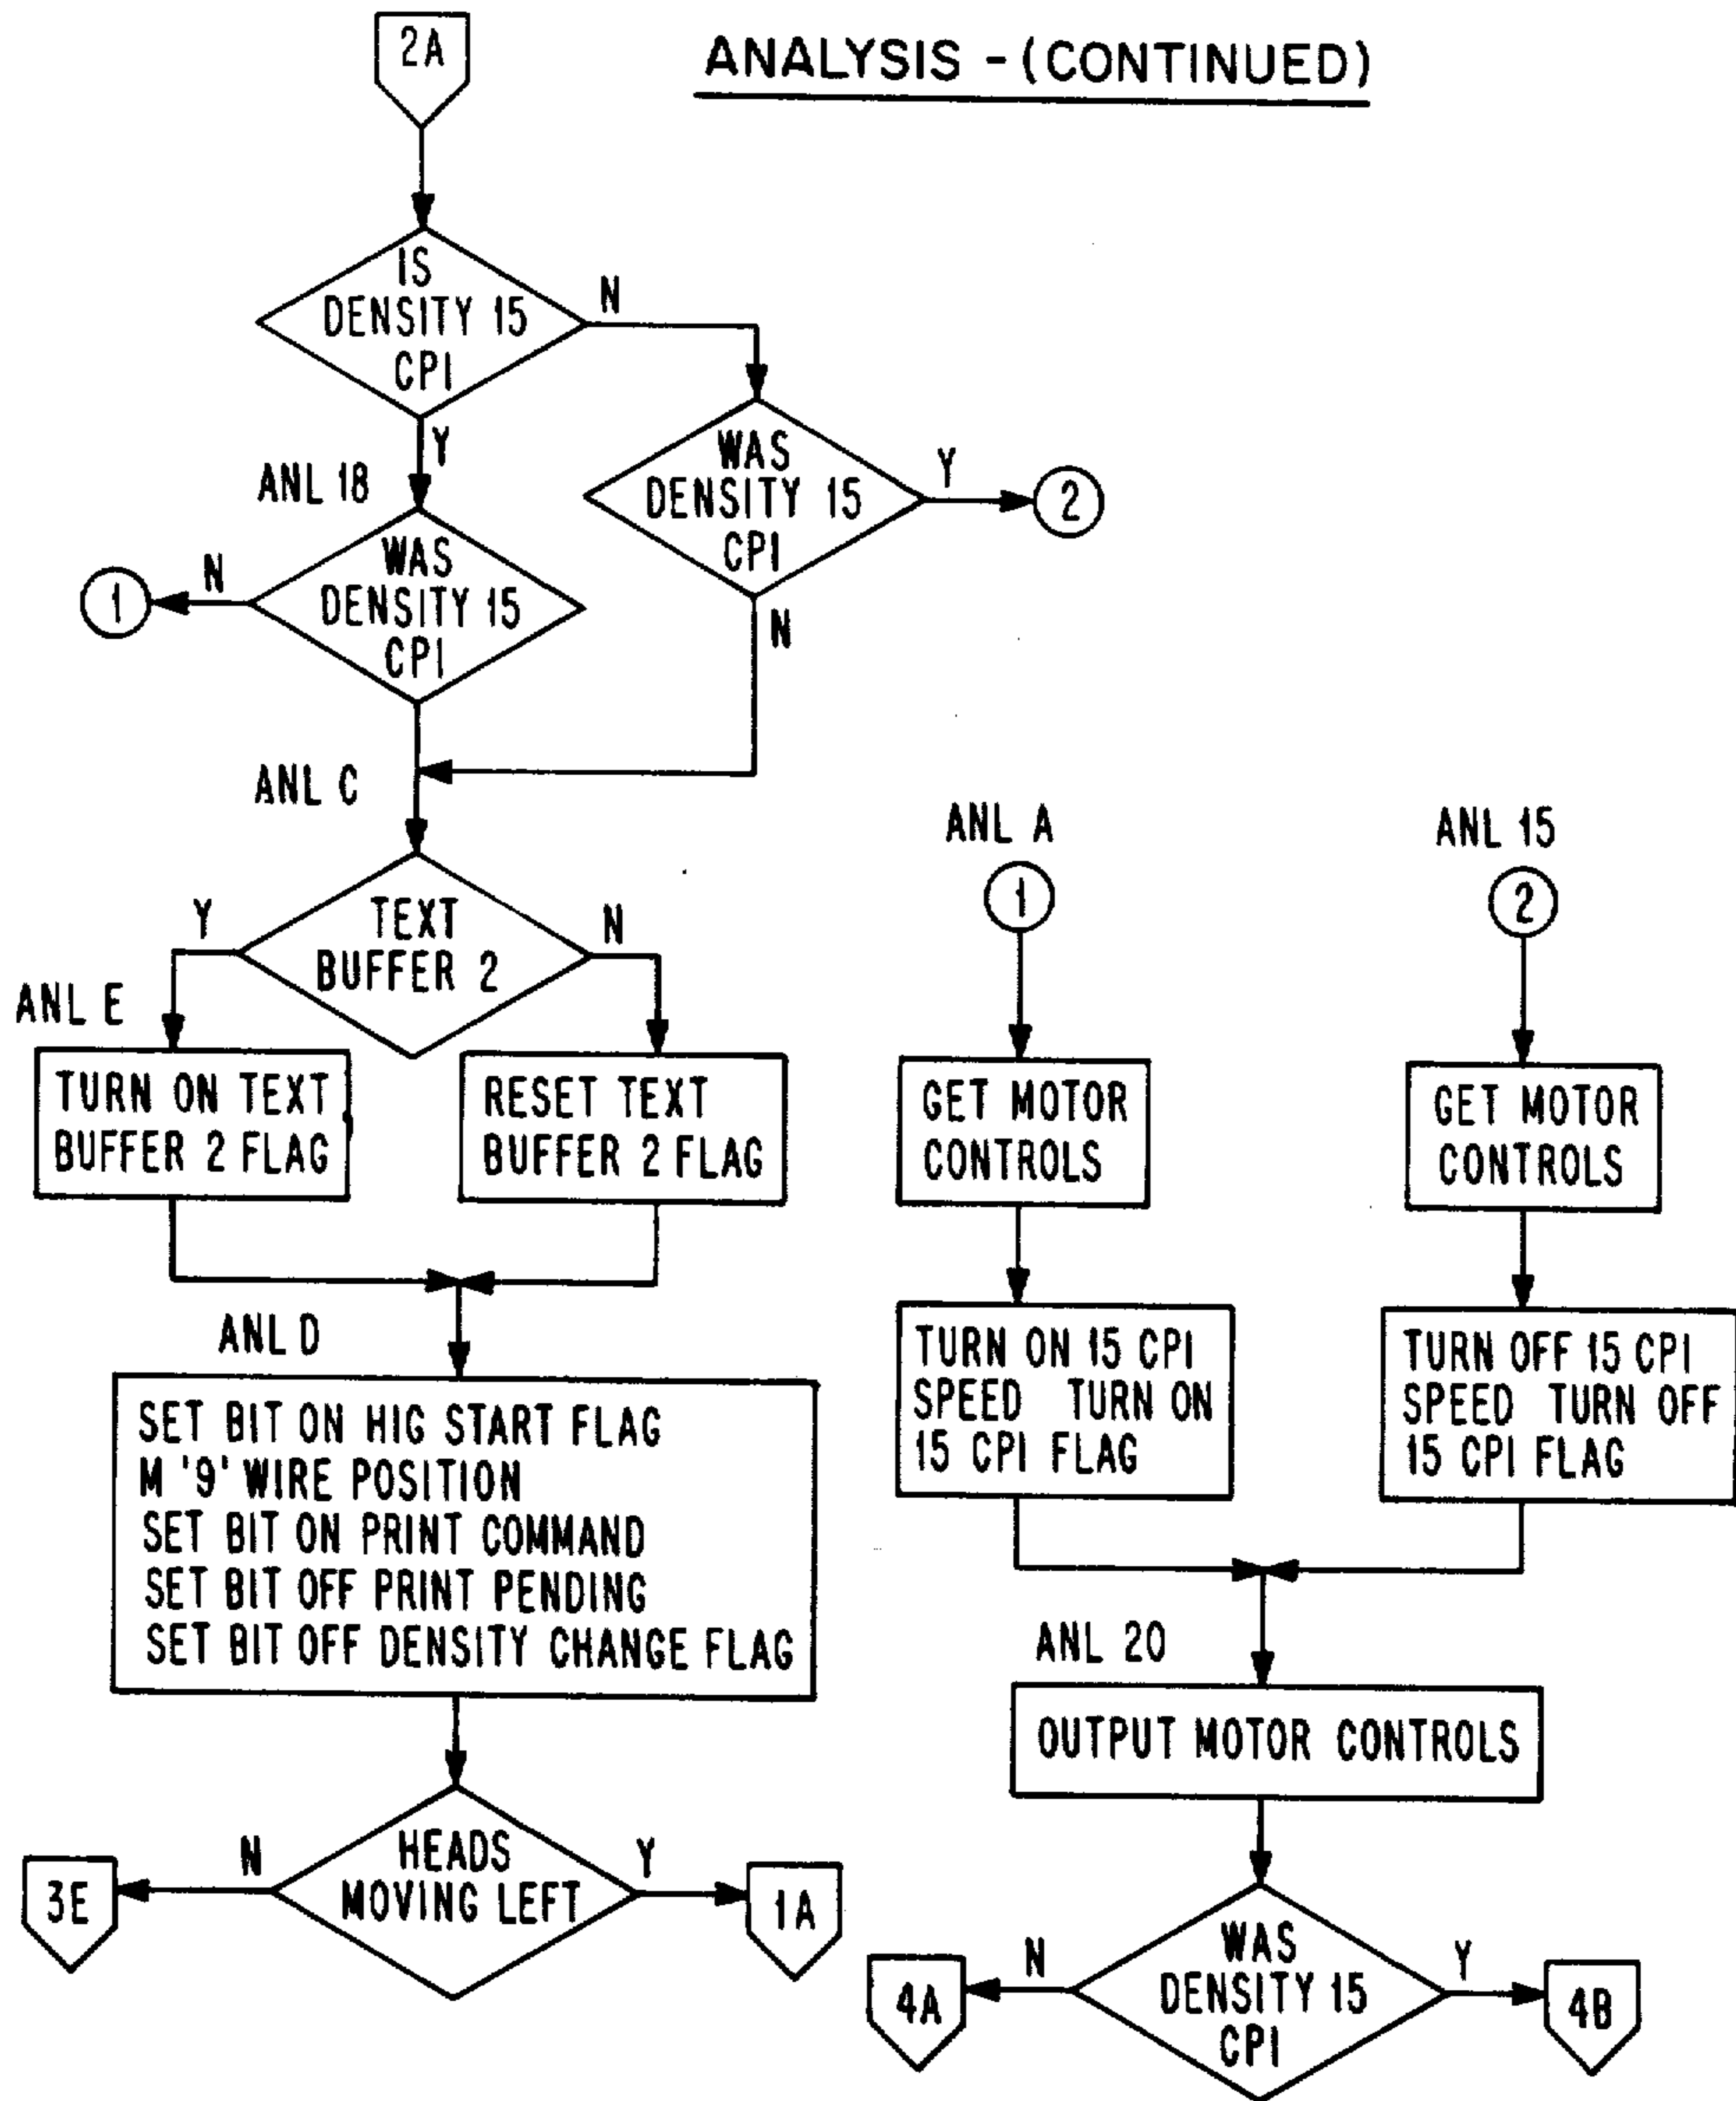 2A
ANALYSIS - (CONTINUED)
IS
DENSITY 15
CPI
N
Y
WAS
DENSITY 15
CPI
Y
2
N
ANL 18
WAS
DENSITY 15
CPI
N
1
ANL C
TEXT
BUFFER 2
Y
N
ANL E
TURN ON TEXT
BUFFER 2 FLAG
RESET TEXT
BUFFER 2 FLAG
ANL D
SET BIT ON HIG START FLAG
M '9' WIRE POSITION
SET BIT ON PRINT COMMAND
SET BIT OFF PRINT PENDING
SET BIT OFF DENSITY CHANGE FLAG
HEADS
MOVING LEFT
N
3E
Y
1A
ANL A
1
GET MOTOR
CONTROLS
TURN ON 15 CPI
SPEED TURN ON
15 CPI FLAG
ANL 15
2
GET MOTOR
CONTROLS
TURN OFF 15 CPI
SPEED TURN OFF
15 CPI FLAG
ANL 20
OUTPUT MOTOR CONTROLS
WAS
DENSITY 15
CPI
N
4A
Y
4B